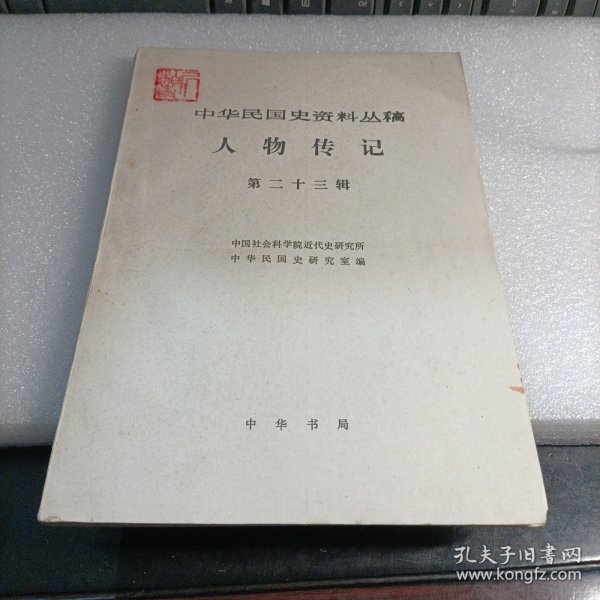 中华民国史资料丛稿
人物传记
第二十三辑
中国社会科学院近代史研究所
中华民国史研究室编
中华书局
孔夫子旧书网
www.kongfz.com